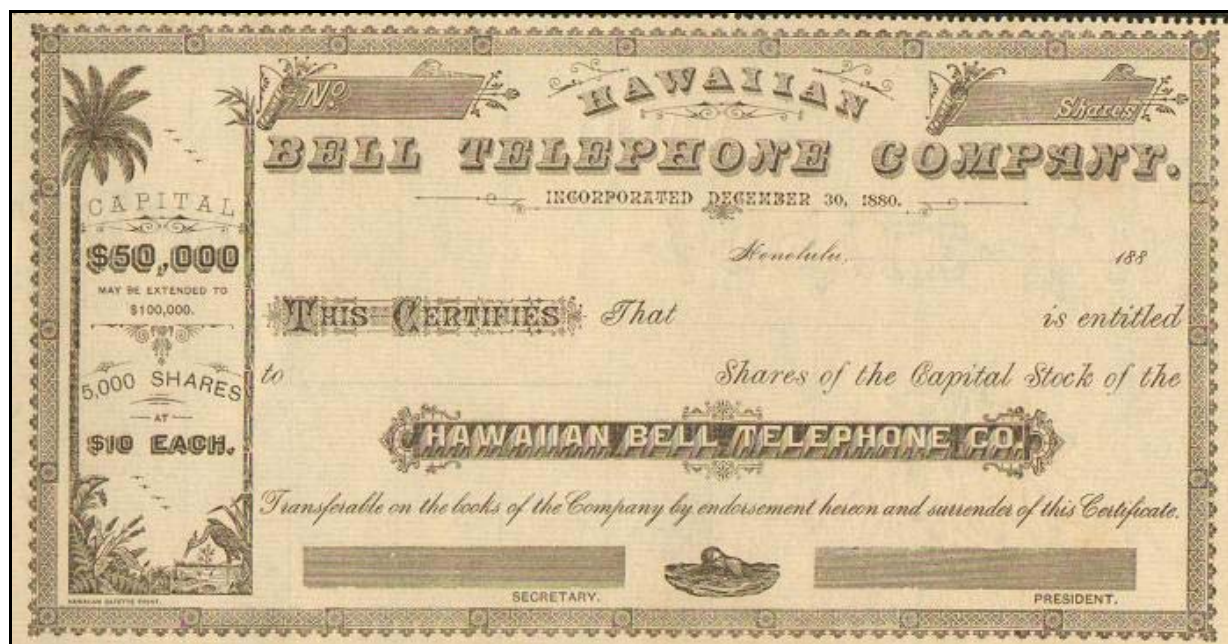 Nº
HAWAIIAN
Shares
BELL TELEPHONE COMPANY.
INCORPORATED DECEMBER 30, 1880.
Honolulu, 188
CAPITAL
$50,000
MAY BE EXTENDED TO
$100,000.
5,000 SHARES
AT
$10 EACH.
THIS CERTIFIES That is entitled
to Shares of the Capital Stock of the
HAWAIIAN BELL TELEPHONE CO.
Transferable on the books of the Company by endorsement hereon and surrender of this Certificate.
SECRETARY.
PRESIDENT.
HAWAIIAN GAZETTE PRINT.